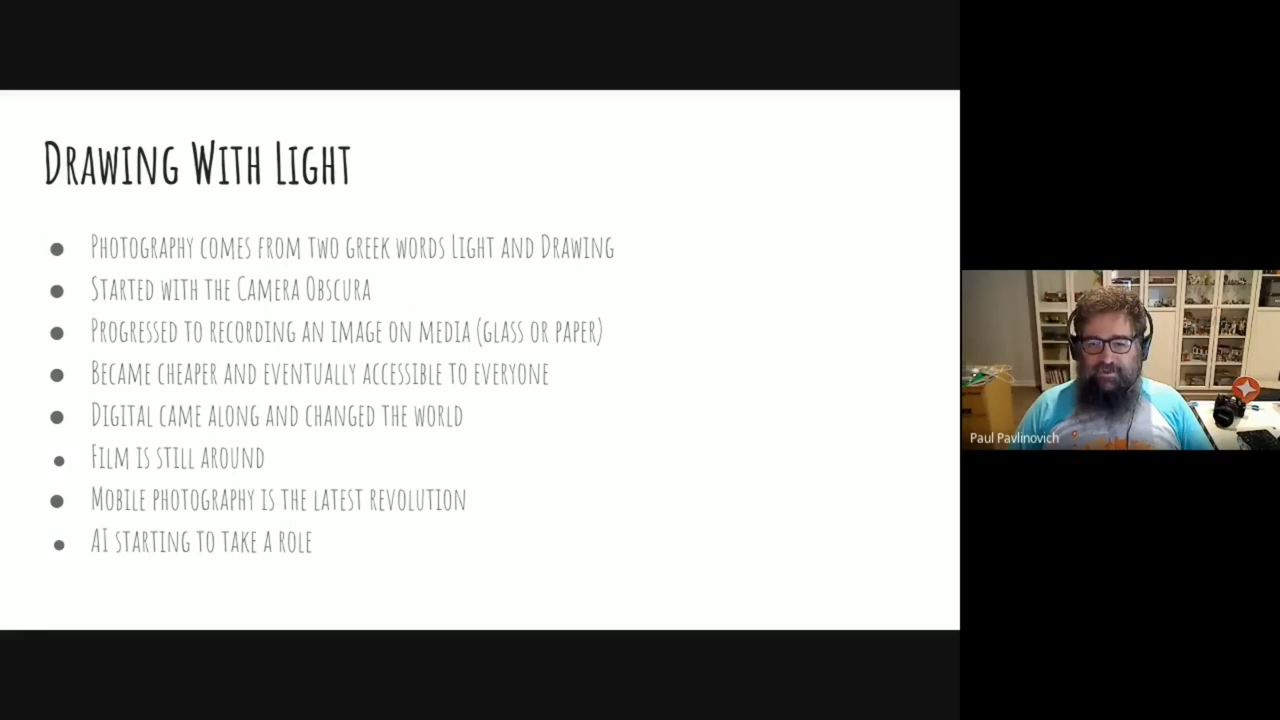 Drawing With Light
Photography comes from two greek words Light and Drawing
Started with the Camera Obscura
Progressed to recording an image on media (glass or paper)
Became cheaper and eventually accessible to everyone
Digital came along and changed the world
Film is still around
Mobile photography is the latest revolution
AI starting to take a role
Paul Pavlinovich